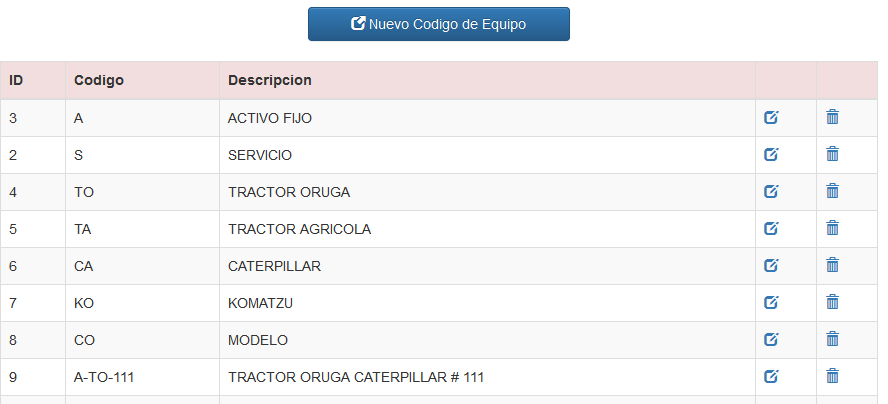 Nuevo Codigo de Equipo
ID Codigo Descripcion
3 A ACTIVO FIJO
2 S SERVICIO
4 TO TRACTOR ORUGA
5 TA TRACTOR AGRICOLA
6 CA CATERPILLAR
7 KO KOMATZU
8 CO MODELO
9 A-TO-111 TRACTOR ORUGA CATERPILLAR # 111